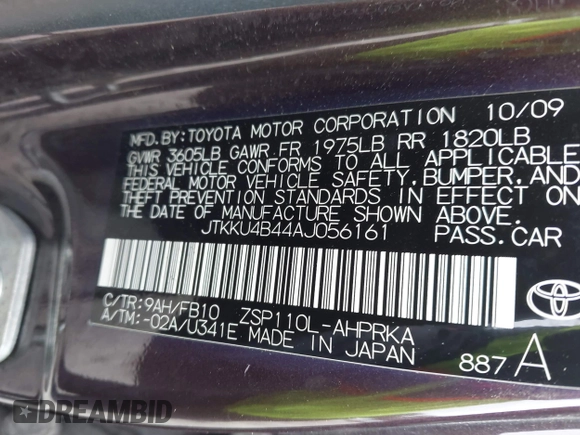 MFD. BY: TOYOTA MOTOR CORPORATION 10/09
GVWR 3605LB GAWR FR 1975LB RR 1820LB
THIS VEHICLE CONFORMS TO ALL APPLICABLE
FEDERAL MOTOR VEHICLE SAFETY, BUMPER, AND
THEFT PREVENTION STANDARDS IN EFFECT ON
THE DATE OF MANUFACTURE SHOWN ABOVE.
JTKKU4B44AJ056161 PASS.CAR
C/TR:9AH/FB10 ZSP110L-AHPRKA
A/TM:-02A/U341E MADE IN JAPAN
887A
DREAMBID